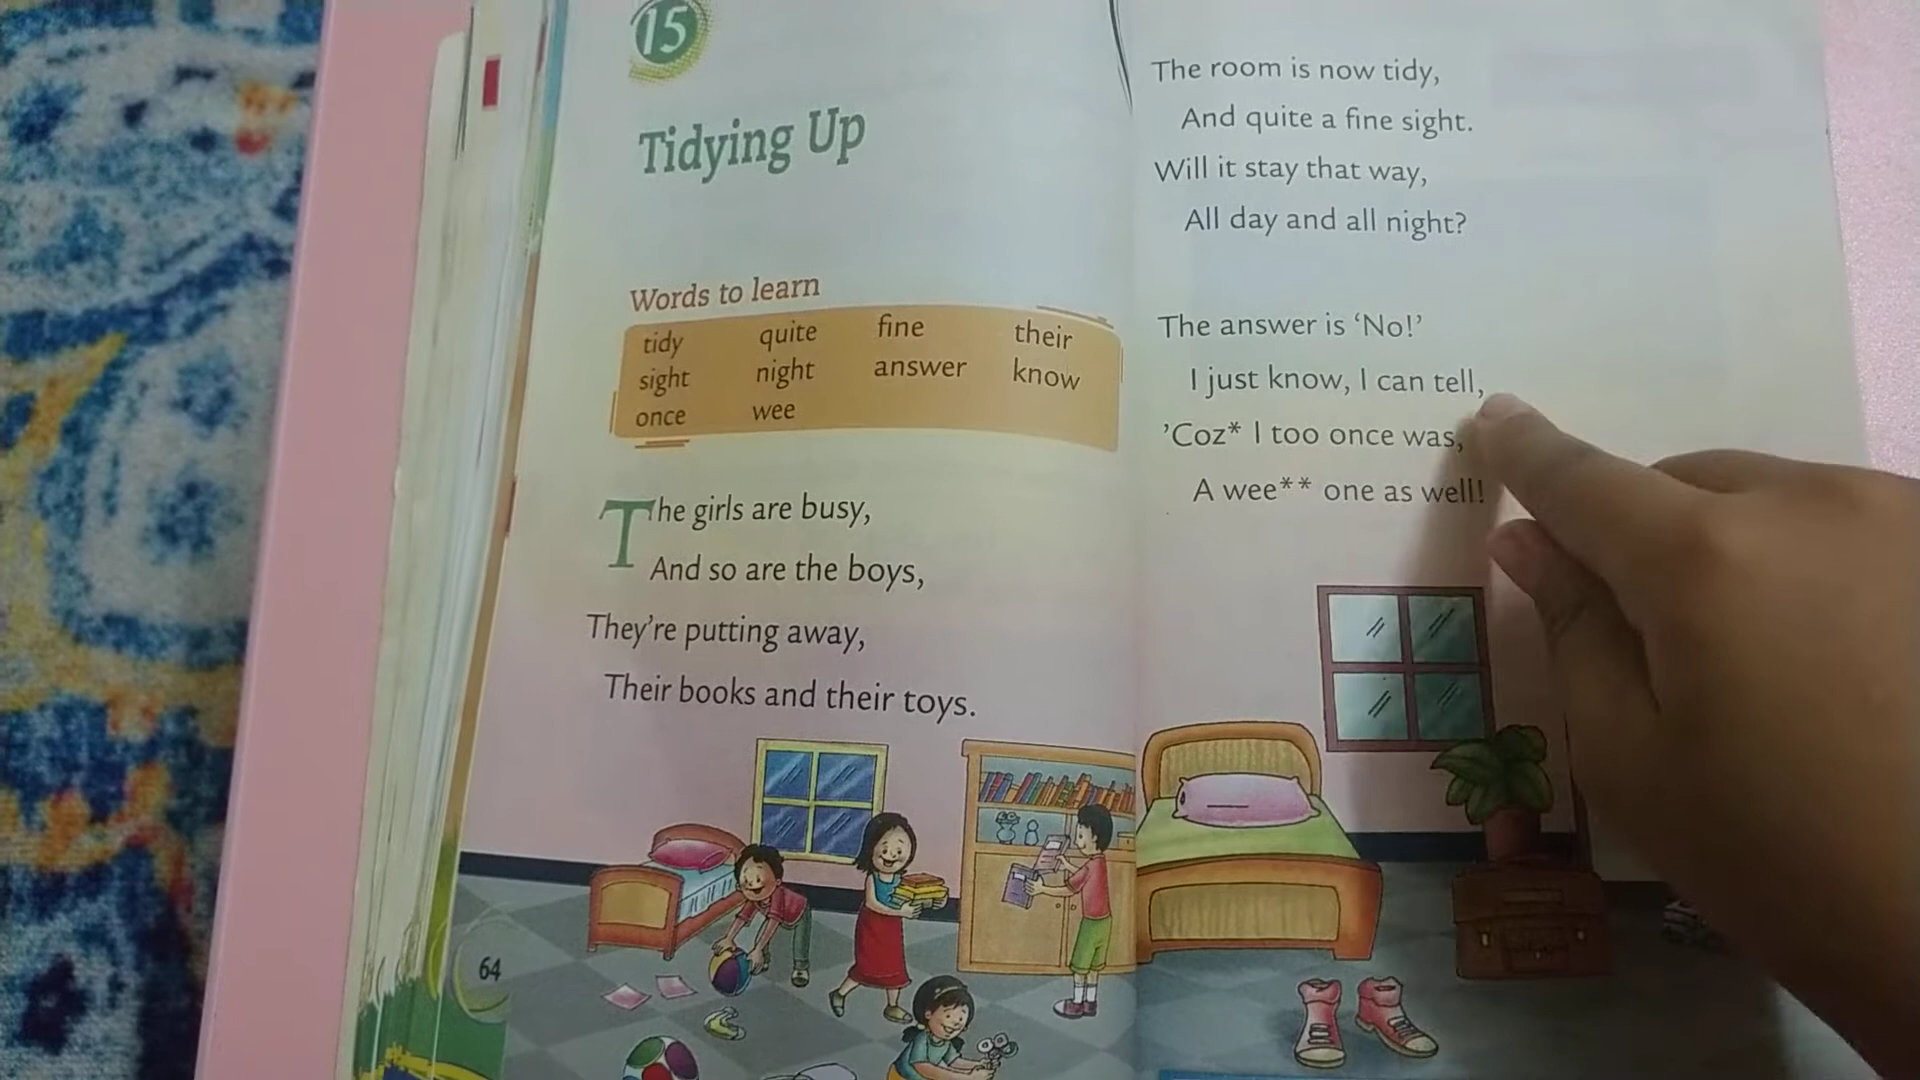 15
Tidying Up
Words to learn
tidy quite fine their
sight night answer know
once wee
The girls are busy,
And so are the boys,
They're putting away,
Their books and their toys.
64
The room is now tidy,
And quite a fine sight.
Will it stay that way,
All day and all night?
The answer is ‘No!’
I just know, I can tell,
’Coz* I too once was,
A wee** one as well!